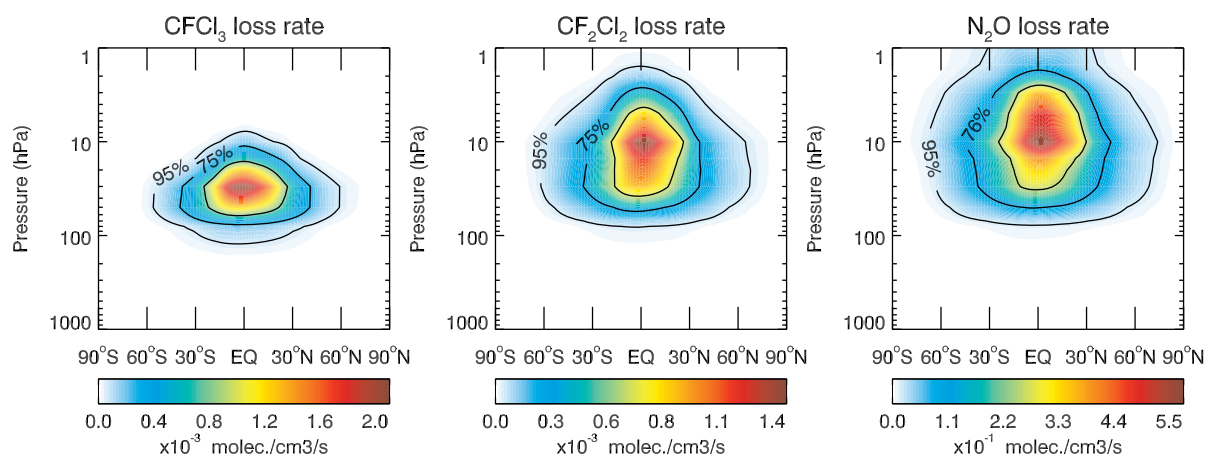 CFCl3 loss rate
Pressure (hPa)
1
10
100
1000
95%
75%
90°S 60°S 30°S EQ 30°N 60°N 90°N
0.0 0.4 0.8 1.2 1.6 2.0
x10-3 molec./cm3/s
CF2Cl2 loss rate
Pressure (hPa)
1
10
100
1000
95%
75%
90°S 60°S 30°S EQ 30°N 60°N 90°N
0.0 0.3 0.6 0.8 1.1 1.4
x10-3 molec./cm3/s
N2O loss rate
Pressure (hPa)
1
10
100
1000
95%
76%
90°S 60°S 30°S EQ 30°N 60°N 90°N
0.0 1.1 2.2 3.3 4.4 5.5
x10-1 molec./cm3/s